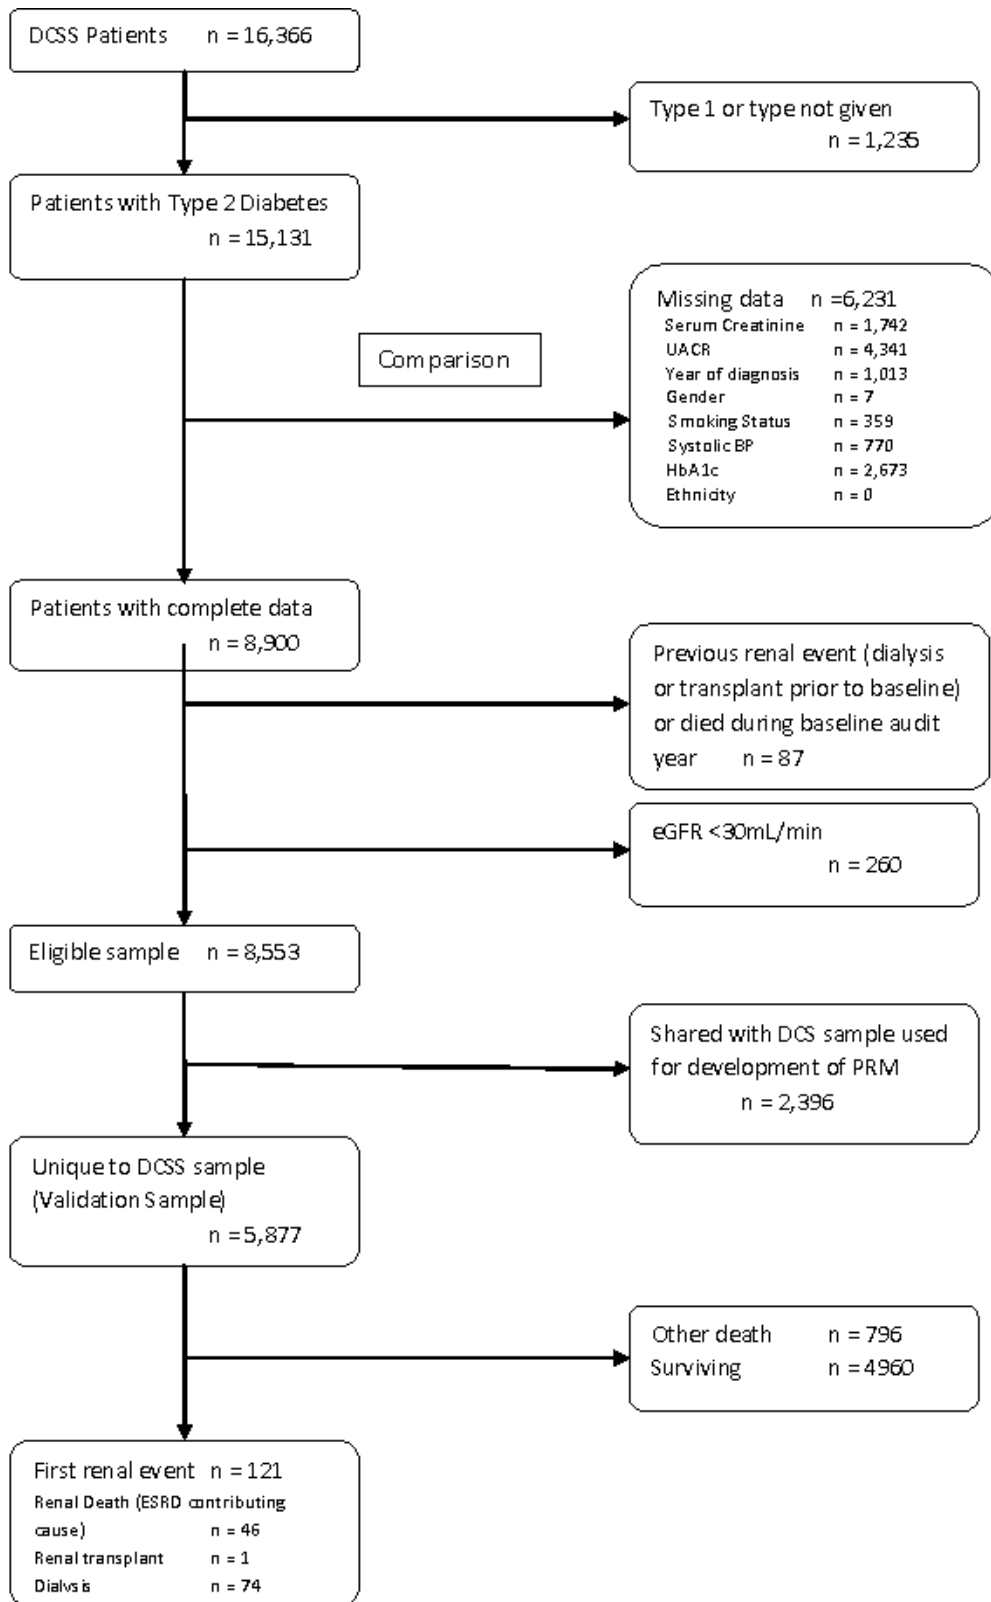 DCSS Patients n = 16,366
Type 1 or type not given
n = 1,235
Patients with Type 2 Diabetes
n = 15,131
Missing data n =6,231
Serum Creatinine n = 1,742
UACR n = 4,341
Year of diagnosis n = 1,013
Gender n = 7
Smoking Status n = 359
Systolic BP n = 770
HbA1c n = 2,673
Ethnicity n = 0
Comparison
Patients with complete data
n = 8,900
Previous renal event (dialysis
or transplant prior to baseline)
or died during baseline audit
year n = 87
eGFR <30mL/min
n = 260
Eligible sample n = 8,553
Shared with DCS sample used
for development of PRM
n = 2,396
Unique to DCSS sample
(Validation Sample)
n = 5,877
Other death n = 796
Surviving n = 4960
First renal event n = 121
Renal Death (ESRD contributing
cause) n = 46
Renal transplant n = 1
Dialysis n = 74